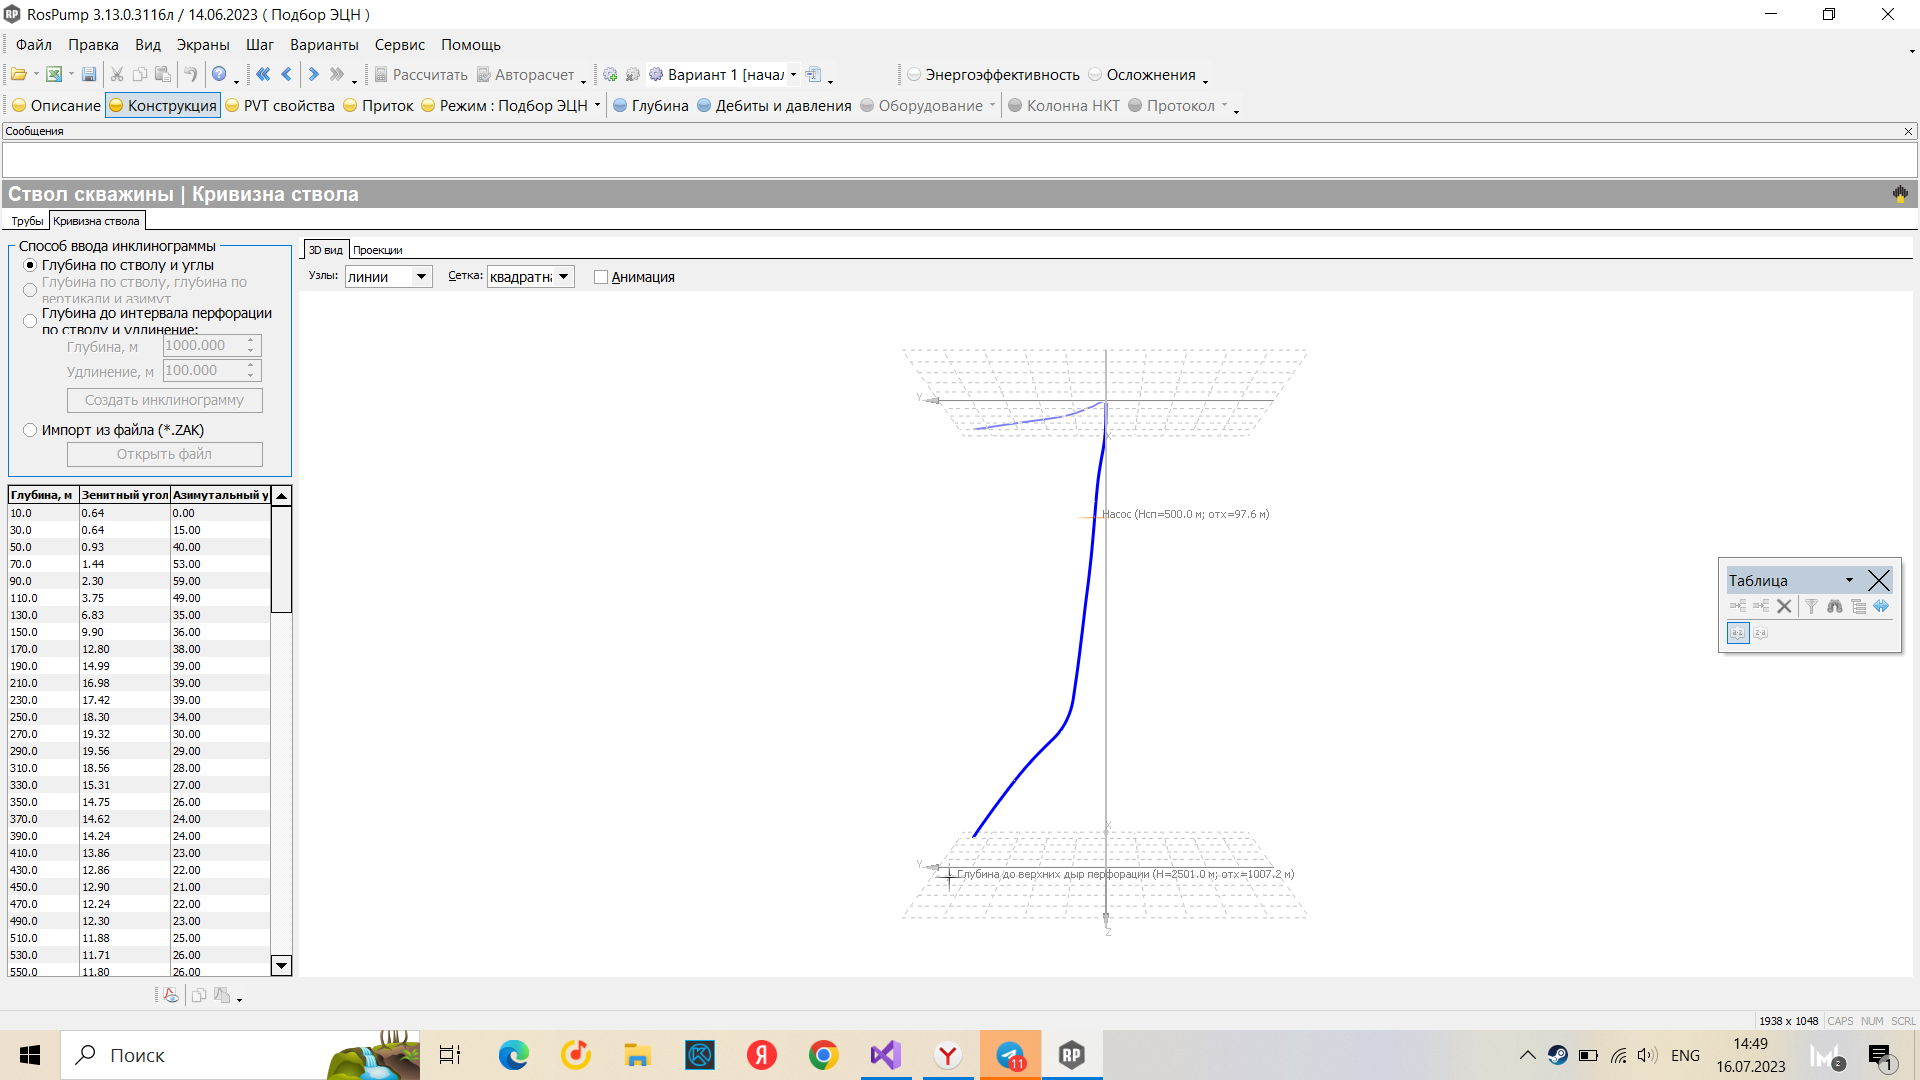 RosPump 3.13.0.3116л / 14.06.2023 ( Подбор ЭЦН )
Файл Правка Вид Экраны Шаг Варианты Сервис Помощь
Рассчитать Авторасчет Вариант 1 [начал Энергоэффективность Осложнения
Описание Конструкция PVT свойства Приток Режим : Подбор ЭЦН Глубина Дебиты и давления Оборудование Колонна НКТ Протокол
Сообщения
Ствол скважины | Кривизна ствола
Трубы Кривизна ствола
Способ ввода инклинограммы
Глубина по стволу и углы
Глубина по стволу, глубина по
вертикали и азимут
Глубина до интервала перфорации
по стволу и удлинение:
Глубина, м 1000.000
Удлинение, м 100.000
Создать инклинограмму
Импорт из файла (*.ZAK)
Открыть файл
Глубина, м Зенитный угол Азимутальный у
10.0 0.64 0.00
30.0 0.64 15.00
50.0 0.93 40.00
70.0 1.44 53.00
90.0 2.30 59.00
110.0 3.75 49.00
130.0 6.83 35.00
150.0 9.90 36.00
170.0 12.80 38.00
190.0 14.99 39.00
210.0 16.98 39.00
230.0 17.42 39.00
250.0 18.30 34.00
270.0 19.32 30.00
290.0 19.56 29.00
310.0 18.56 28.00
330.0 15.31 27.00
350.0 14.75 26.00
370.0 14.62 24.00
390.0 14.24 24.00
410.0 13.86 23.00
430.0 12.86 22.00
450.0 12.90 21.00
470.0 12.24 22.00
490.0 12.30 23.00
510.0 11.88 25.00
530.0 11.71 26.00
550.0 11.80 26.00
3D вид Проекции
Узлы: линии Сетка: квадратна Анимация
Y
X
Насос (Нсп=500.0 м; отх=97.6 м)
X
Y
Глубина до верхних дыр перфорации (Н=2501.0 м; отх=1007.2 м)
Z
Таблица
a-z z-a
1938 x 1048 CAPS NUM SCRL
Поиск
Я
Y
11
RP
ENG
14:49
16.07.2023
2
1